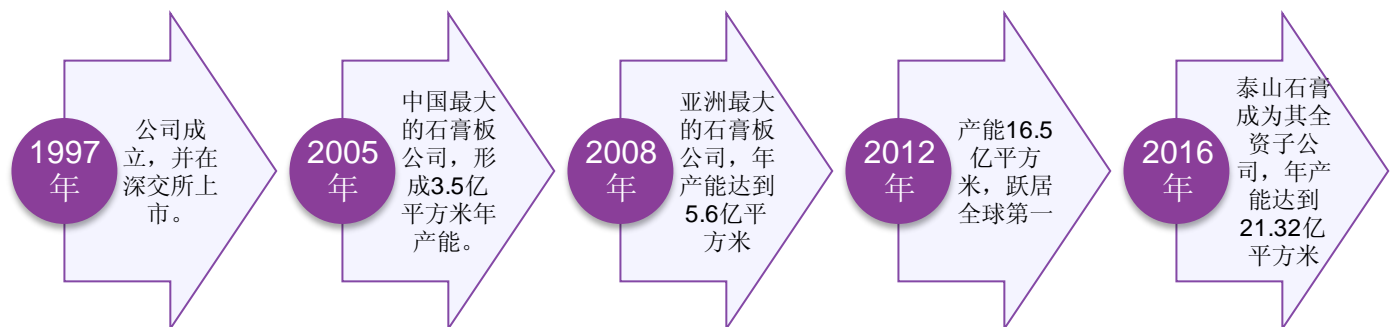 1997
年
公司成
立，并在
深交所上
市。
2005
年
中国最大
的石膏板
公司，形
成3.5亿
平方米年
产能。
2008
年
亚洲最大
的石膏板
公司，年
产能达到
5.6亿平
方米
2012
年
产能16.5
亿平方
米，跃居
全球第一
2016
年
泰山石膏
成为其全
资子公
司，年产
能达到
21.32亿
平方米